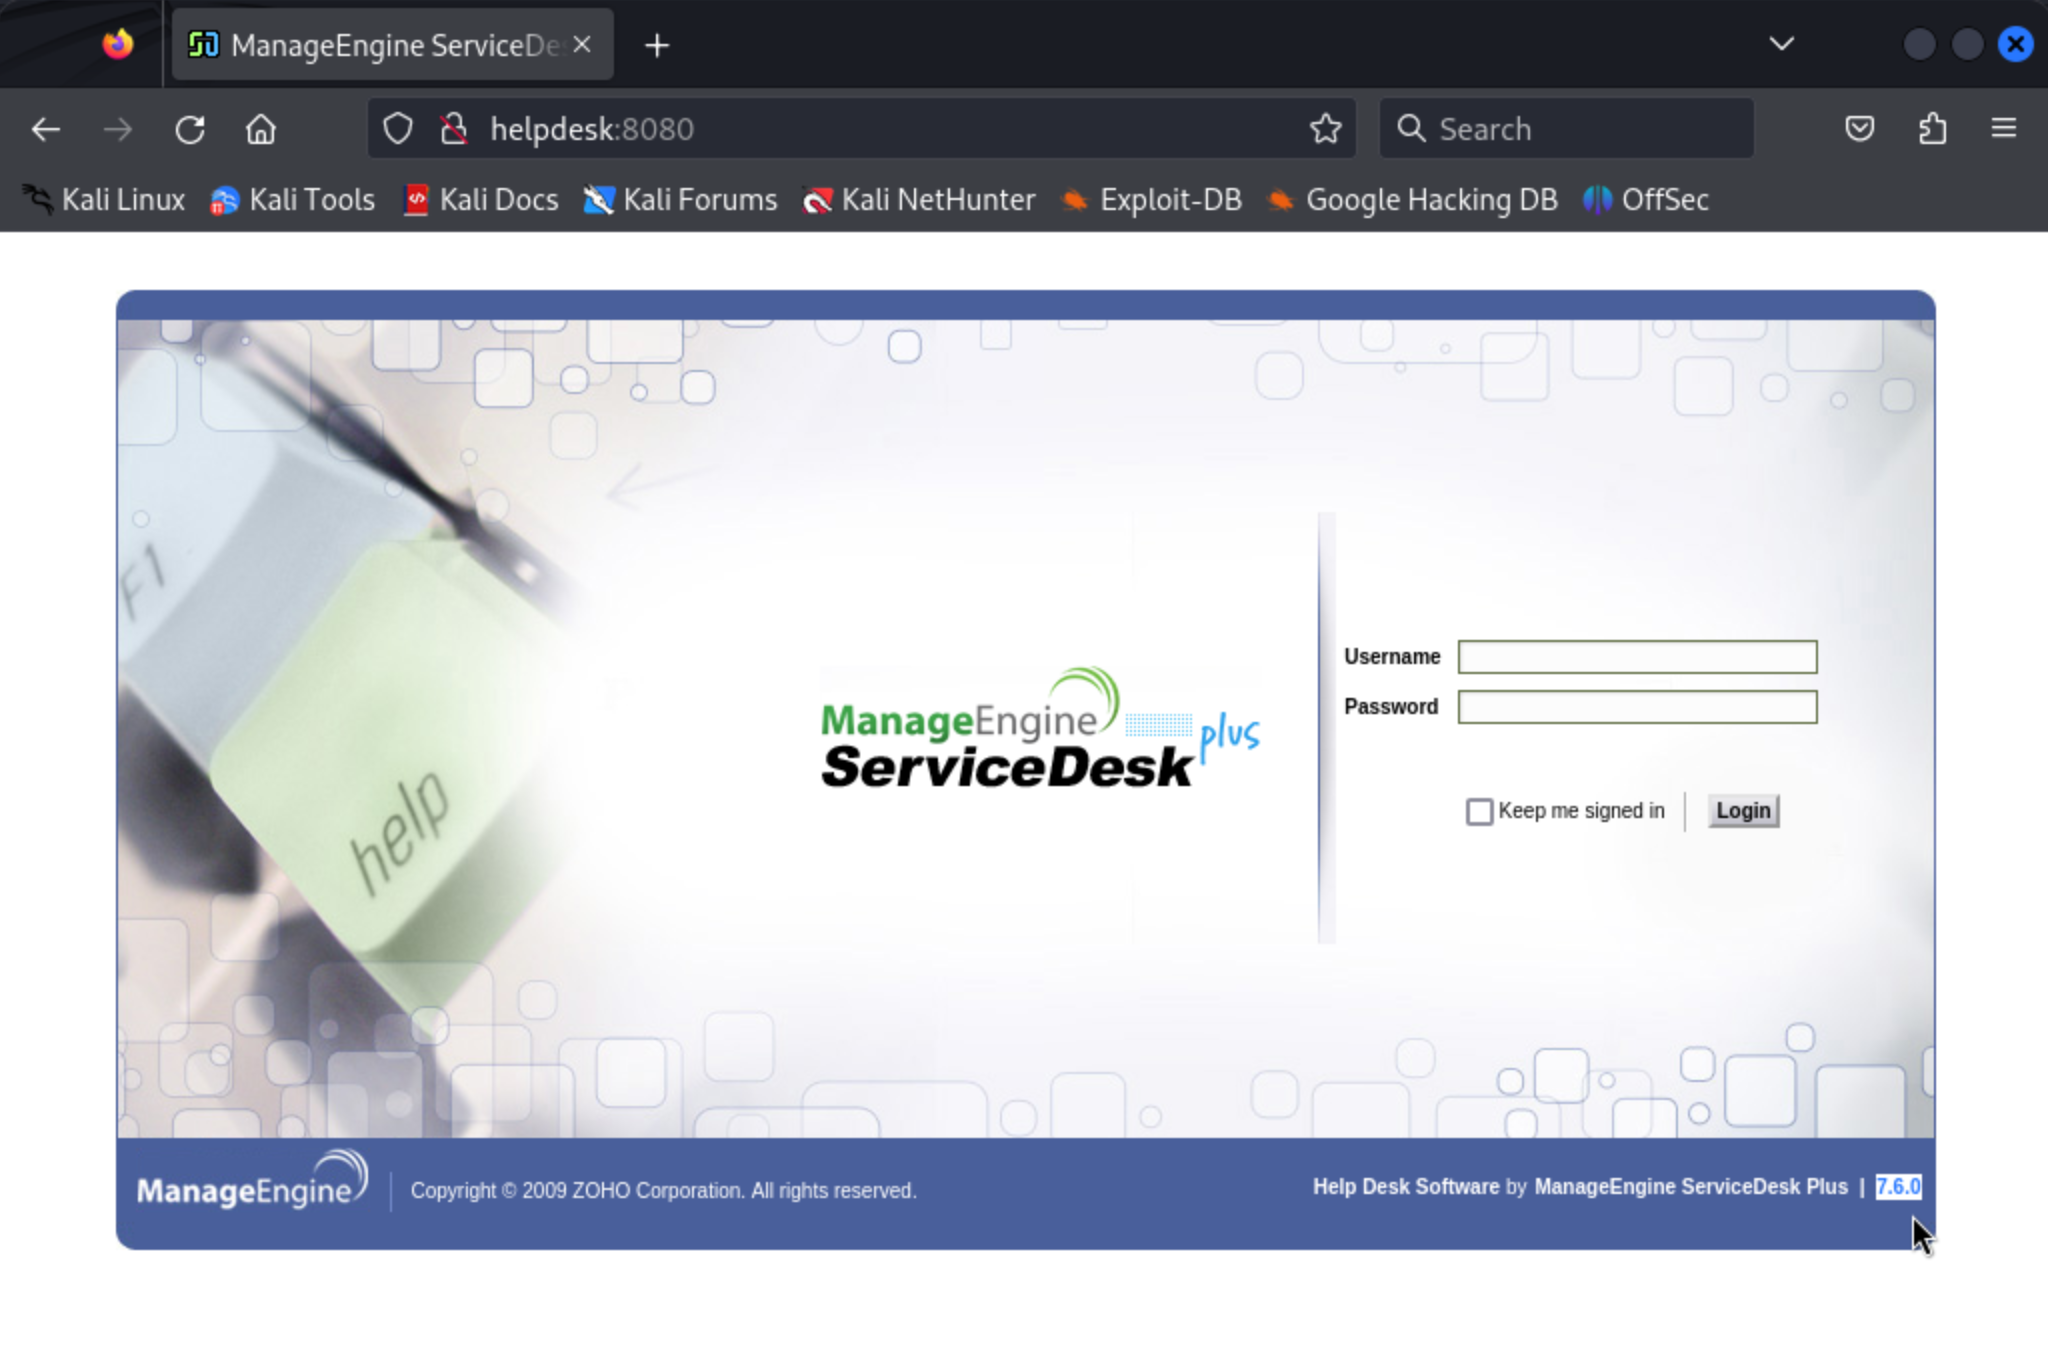 ManageEngine ServiceDes
helpdesk:8080
Search
Kali Linux
Kali Tools
Kali Docs
Kali Forums
Kali NetHunter
Exploit-DB
Google Hacking DB
OffSec
F1
help
ManageEngine
ServiceDesk plus
Username
Password
Keep me signed in
Login
ManageEngine
Copyright © 2009 ZOHO Corporation. All rights reserved.
Help Desk Software by ManageEngine ServiceDesk Plus | 7.6.0